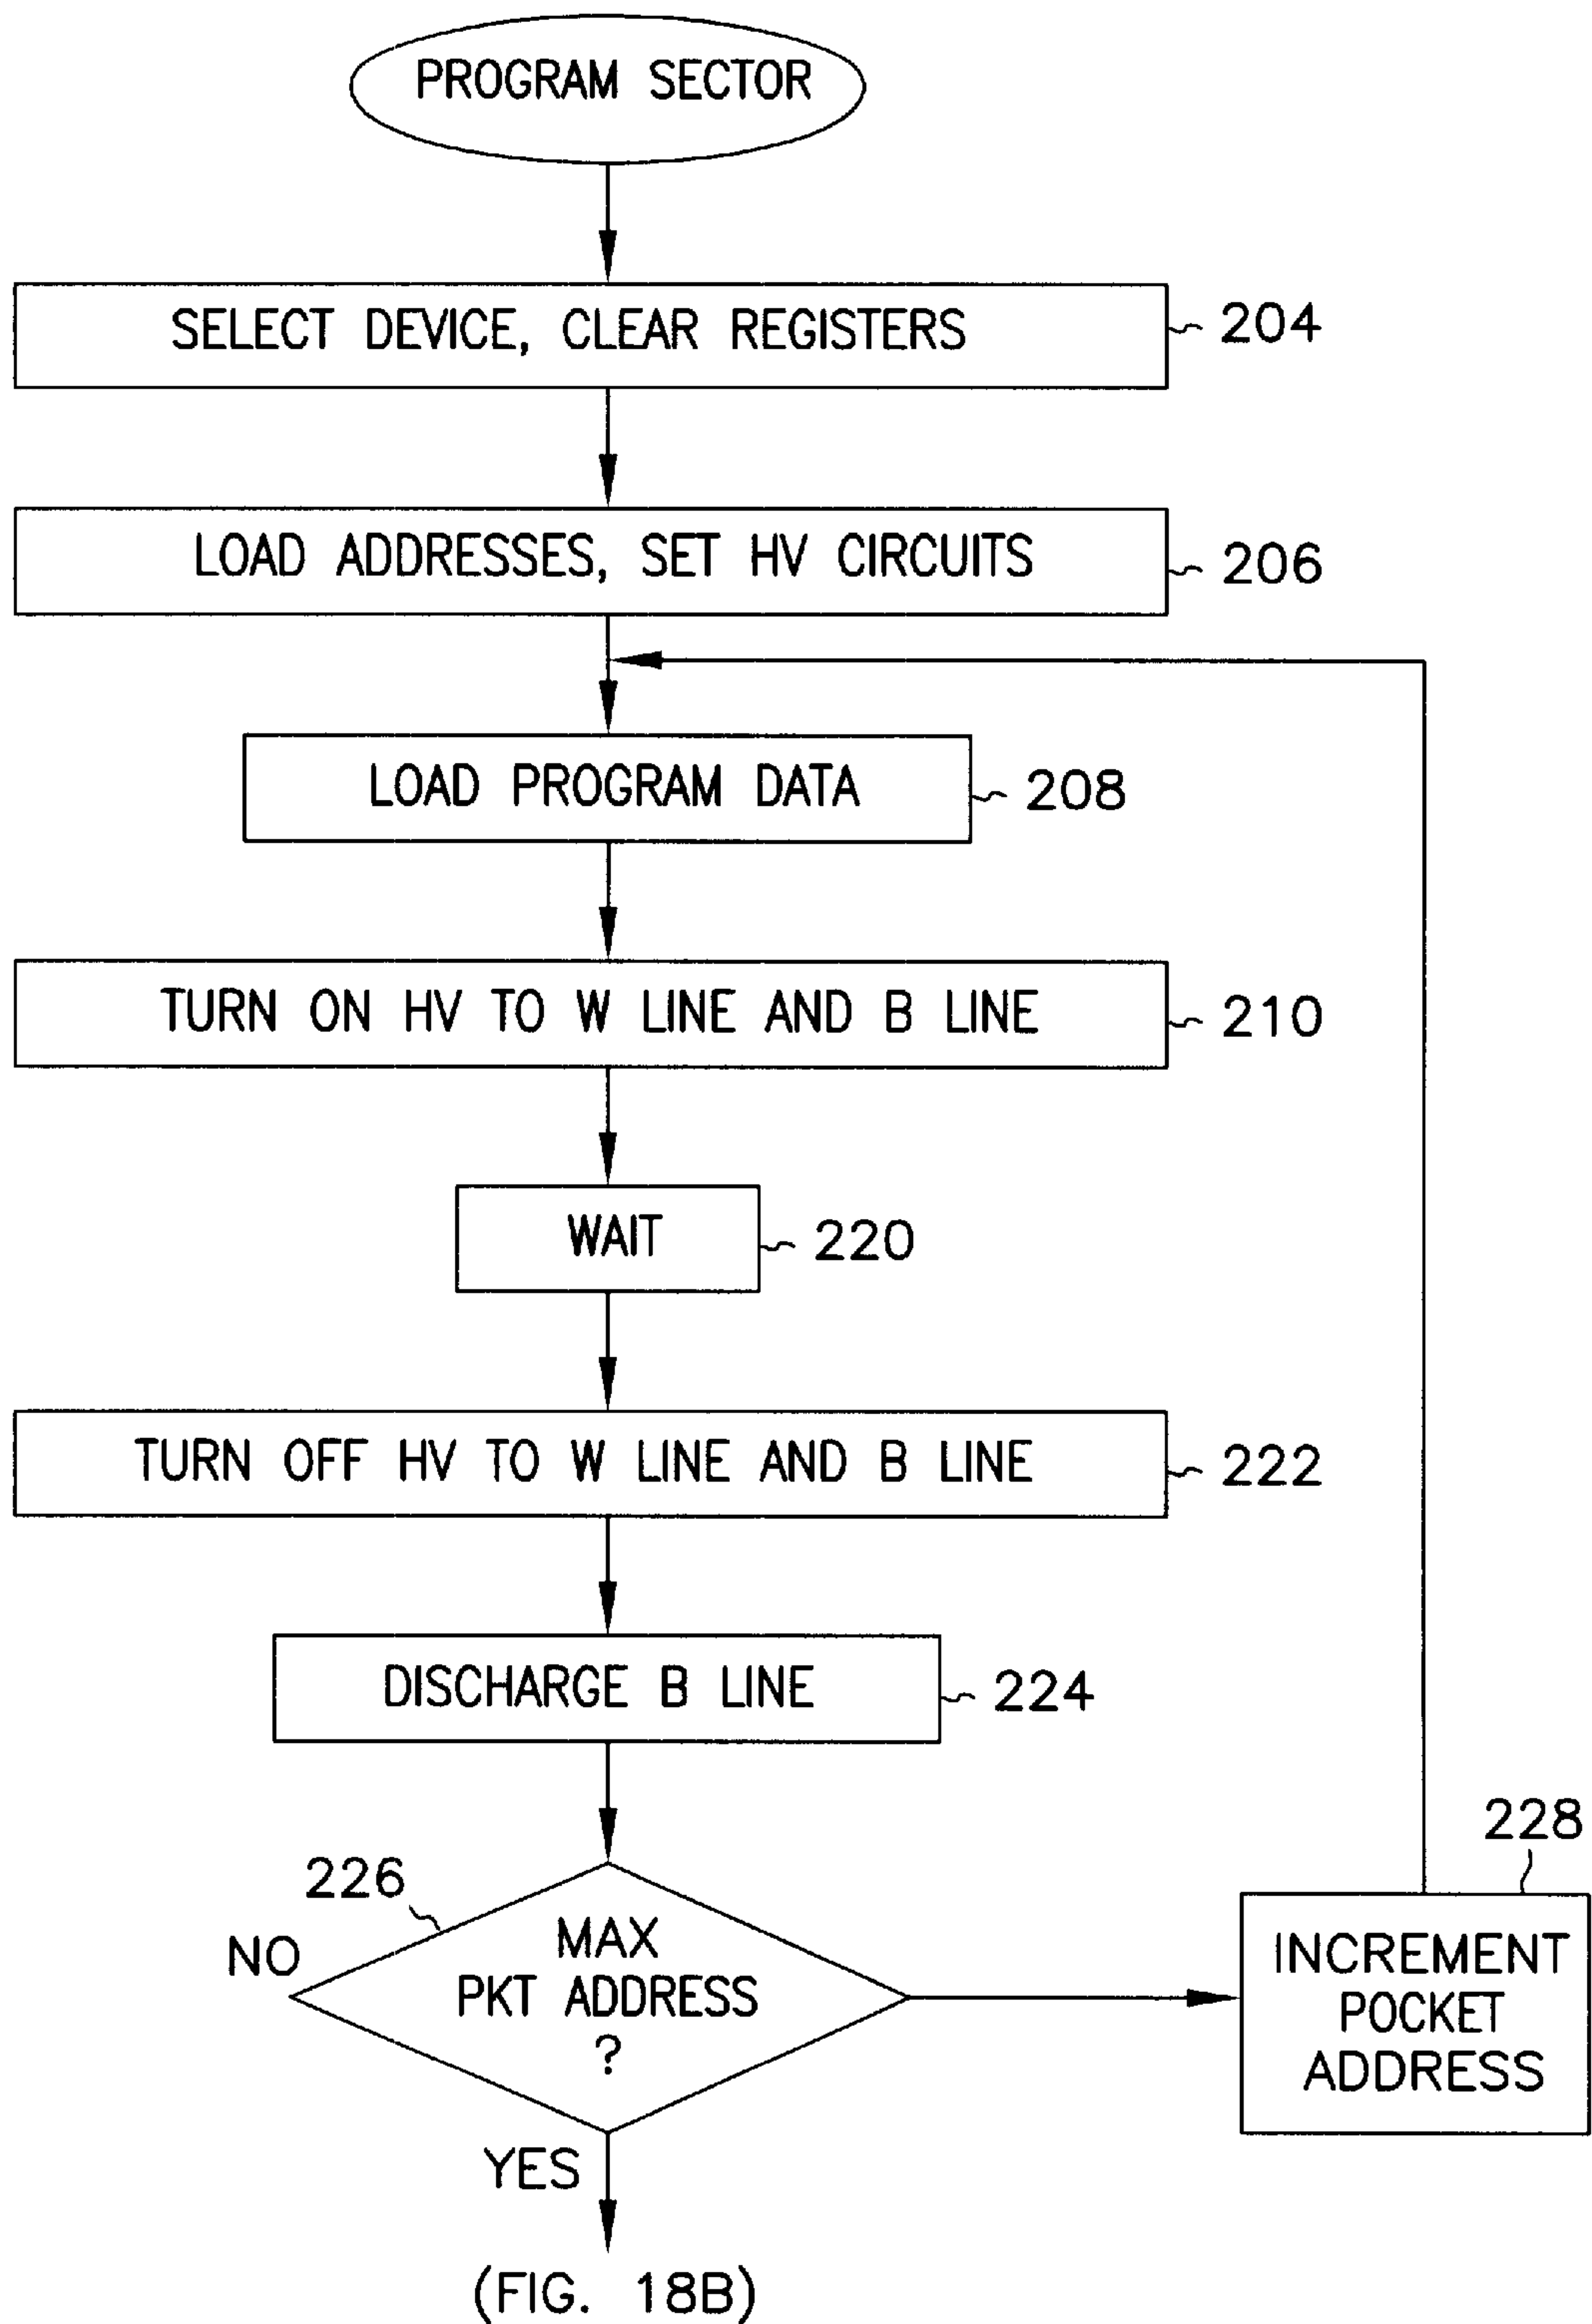 PROGRAM SECTOR
SELECT DEVICE, CLEAR REGISTERS
204
LOAD ADDRESSES, SET HV CIRCUITS
206
LOAD PROGRAM DATA
208
TURN ON HV TO W LINE AND B LINE
210
WAIT
220
TURN OFF HV TO W LINE AND B LINE
222
DISCHARGE B LINE
224
226
NO
MAX
PKT ADDRESS
?
YES
228
INCREMENT
POCKET
ADDRESS
(FIG. 18B)